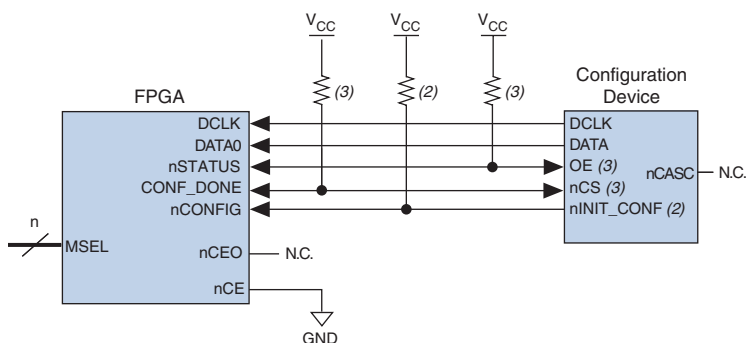 VCC VCC VCC
(3) (2) (3)
FPGA
Configuration
Device
DCLK DCLK
DATA0 DATA
nSTATUS OE (3)
CONF_DONE nCS (3)
nCONFIG nINIT_CONF (2)
nCASC N.C.
n
MSEL
nCEO N.C.
nCE
GND